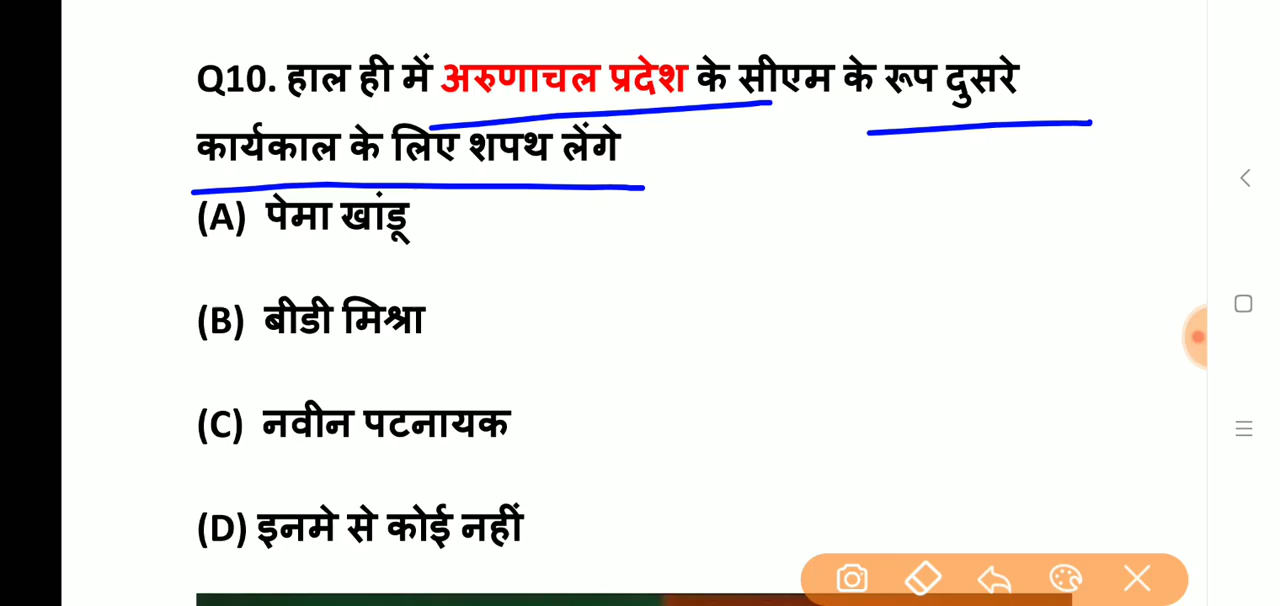 Q10. हाल ही में अरुणाचल प्रदेश के सीएम के रूप दुसरे
कार्यकाल के लिए शपथ लेंगे
(A) पेमा खांडू
(B) बीडी मिश्रा
(C) नवीन पटनायक
(D) इनमे से कोई नहीं